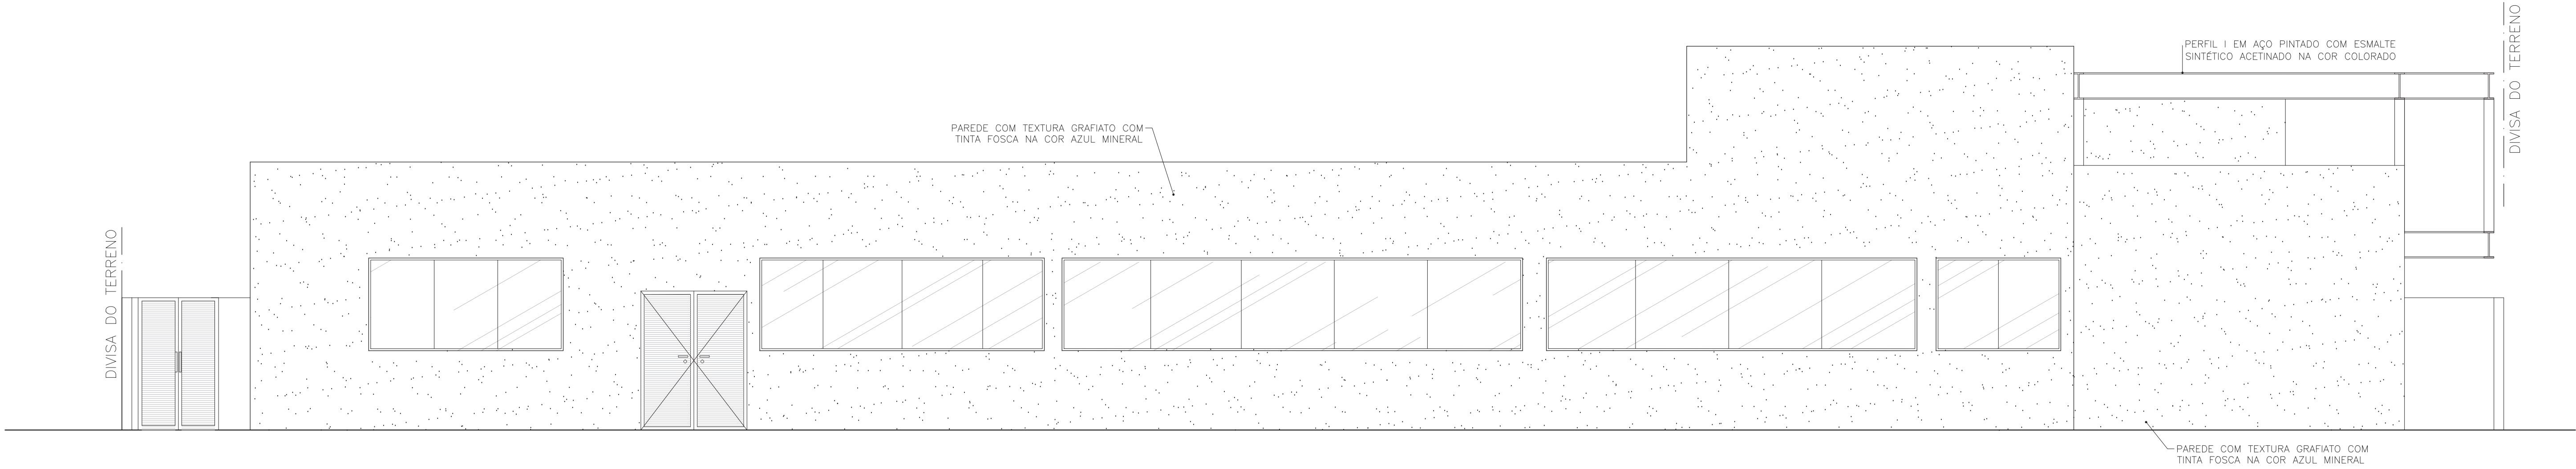 DIVISA DO TERRENO
PAREDE COM TEXTURA GRAFIATO COM
TINTA FOSCA NA COR AZUL MINERAL
PERFIL I EM AÇO PINTADO COM ESMALTE
SINTÉTICO ACETINADO NA COR COLORADO
DIVISA DO TERRENO
PAREDE COM TEXTURA GRAFIATO COM
TINTA FOSCA NA COR AZUL MINERAL